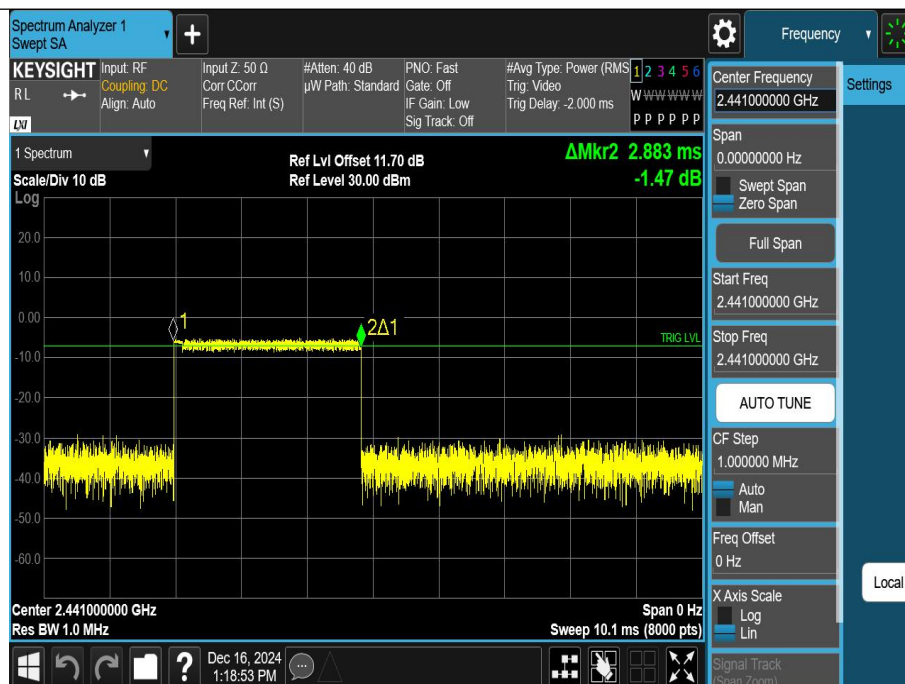 Spectrum Analyzer 1
Swept SA
+
Frequency
KEYSIGHT
RL
LXI
Input: RF
Coupling: DC
Align: Auto
Input Z: 50 Ω
Corr CCorr
Freq Ref: Int (S)
#Atten: 40 dB
µW Path: Standard
PNO: Fast
Gate: Off
IF Gain: Low
Sig Track: Off
#Avg Type: Power (RMS
Trig: Video
Trig Delay: -2.000 ms
1 2 3 4 5 6
W W W W W W
P P P P P P
1 Spectrum
Scale/Div 10 dB
Log
Ref Lvl Offset 11.70 dB
Ref Level 30.00 dBm
ΔMkr2 2.883 ms
-1.47 dB
20.0
10.0
0.00
-10.0
-20.0
-30.0
-40.0
-50.0
-60.0
1
2Δ1
TRIG LVL
Center 2.441000000 GHz
Res BW 1.0 MHz
Span 0 Hz
Sweep 10.1 ms (8000 pts)
Dec 16, 2024
1:18:53 PM
?
Center Frequency
2.441000000 GHz
Span
0.00000000 Hz
Swept Span
Zero Span
Full Span
Start Freq
2.441000000 GHz
Stop Freq
2.441000000 GHz
AUTO TUNE
CF Step
1.000000 MHz
Auto
Man
Freq Offset
0 Hz
X Axis Scale
Log
Lin
Signal Track
(Span Zoom)
Settings
Local